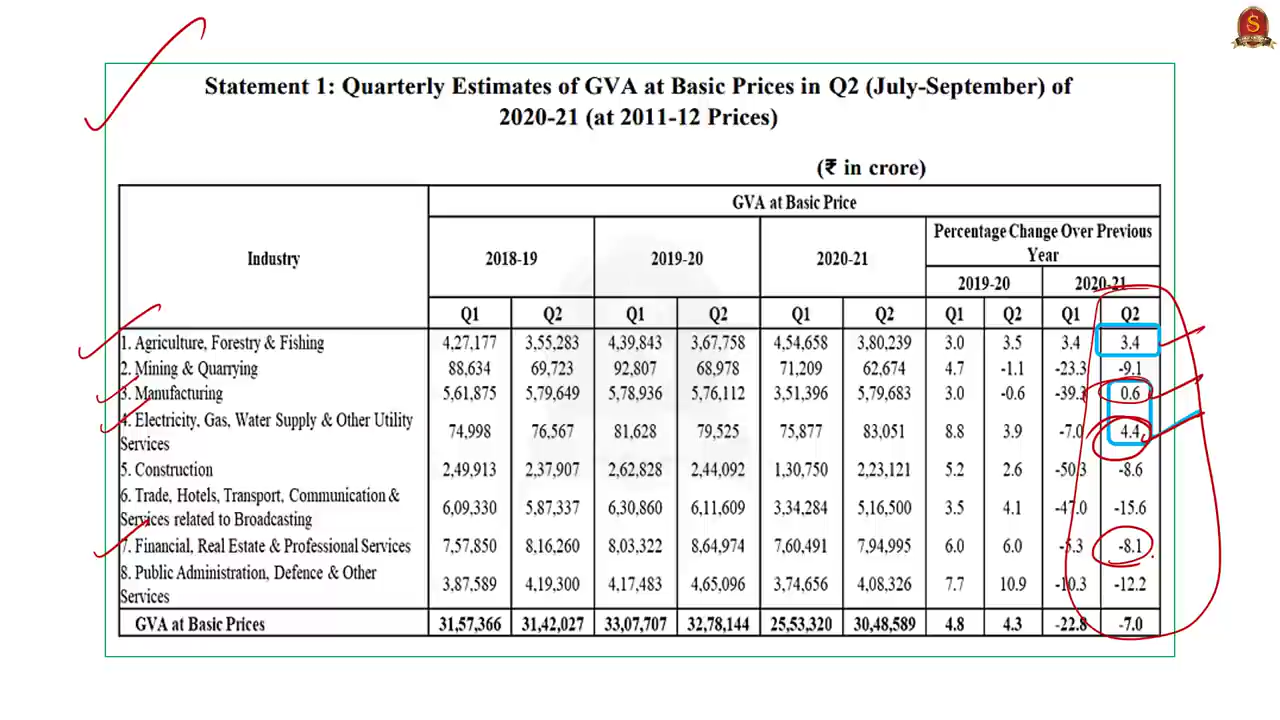 S
Statement 1: Quarterly Estimates of GVA at Basic Prices in Q2 (July-September) of
2020-21 (at 2011-12 Prices)
(₹ in crore)
Industry
GVA at Basic Price
2018-19 2019-20 2020-21 Percentage Change Over Previous
Year
2019-20 2020-21
Q1 Q2 Q1 Q2 Q1 Q2 Q1 Q2 Q1 Q2
1. Agriculture, Forestry & Fishing 4,27,177 3,55,283 4,39,843 3,67,758 4,54,658 3,80,239 3.0 3.5 3.4 3.4
2. Mining & Quarrying 88,634 69,723 92,807 68,978 71,209 62,674 4.7 -1.1 -23.3 -9.1
3. Manufacturing 5,61,875 5,79,649 5,78,936 5,76,112 3,51,396 5,79,683 3.0 -0.6 -39.3 0.6
4. Electricity, Gas, Water Supply & Other Utility
Services 74,998 76,567 81,628 79,525 75,877 83,051 8.8 3.9 -7.0 4.4
5. Construction 2,49,913 2,37,907 2,62,828 2,44,092 1,30,750 2,23,121 5.2 2.6 -50.3 -8.6
6. Trade, Hotels, Transport, Communication &
Services related to Broadcasting 6,09,330 5,87,337 6,30,860 6,11,609 3,34,284 5,16,500 3.5 4.1 -47.0 -15.6
7. Financial, Real Estate & Professional Services 7,57,850 8,16,260 8,03,322 8,64,974 7,60,491 7,94,995 6.0 6.0 -5.3 -8.1
8. Public Administration, Defence & Other
Services 3,87,589 4,19,300 4,17,483 4,65,096 3,74,656 4,08,326 7.7 10.9 -10.3 -12.2
GVA at Basic Prices 31,57,366 31,42,027 33,07,707 32,78,144 25,53,320 30,48,589 4.8 4.3 -22.8 -7.0